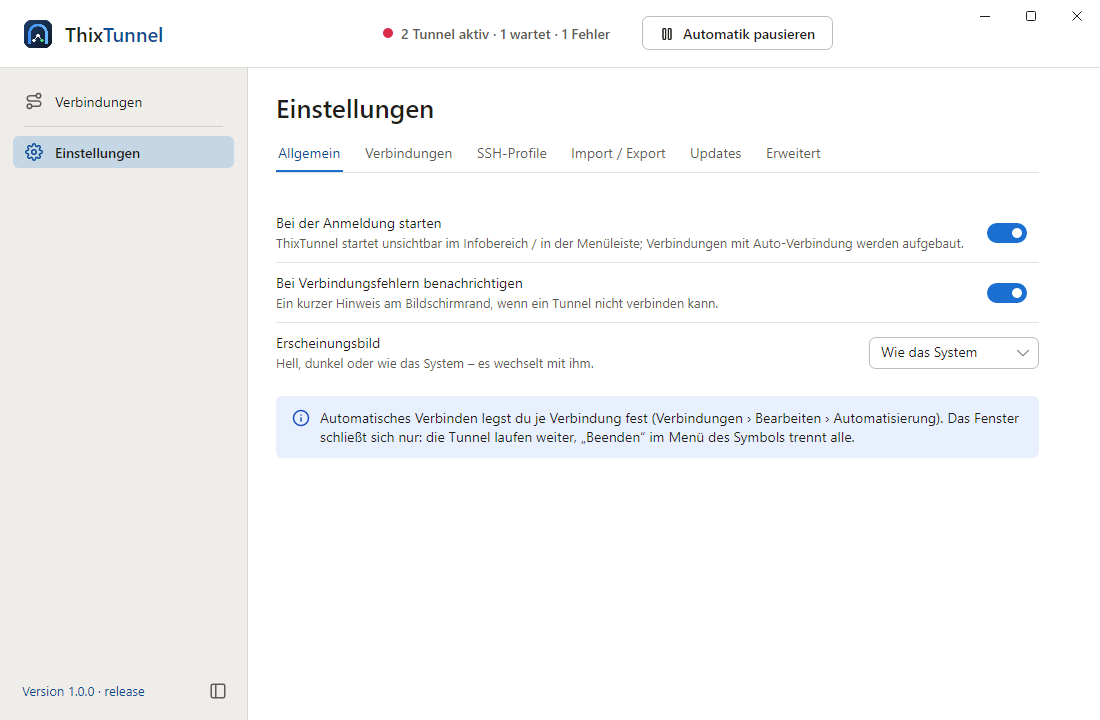 ThixTunnel
2 Tunnel aktiv · 1 wartet · 1 Fehler
Automatik pausieren
Verbindungen
Einstellungen
Einstellungen
Allgemein
Verbindungen
SSH-Profile
Import / Export
Updates
Erweitert
Bei der Anmeldung starten
ThixTunnel startet unsichtbar im Infobereich / in der Menüleiste; Verbindungen mit Auto-Verbindung werden aufgebaut.
Bei Verbindungsfehlern benachrichtigen
Ein kurzer Hinweis am Bildschirmrand, wenn ein Tunnel nicht verbinden kann.
Erscheinungsbild
Hell, dunkel oder wie das System – es wechselt mit ihm.
Wie das System
Automatisches Verbinden legst du je Verbindung fest (Verbindungen › Bearbeiten › Automatisierung). Das Fenster
schließt sich nur: die Tunnel laufen weiter, „Beenden“ im Menü des Symbols trennt alle.
Version 1.0.0 · release